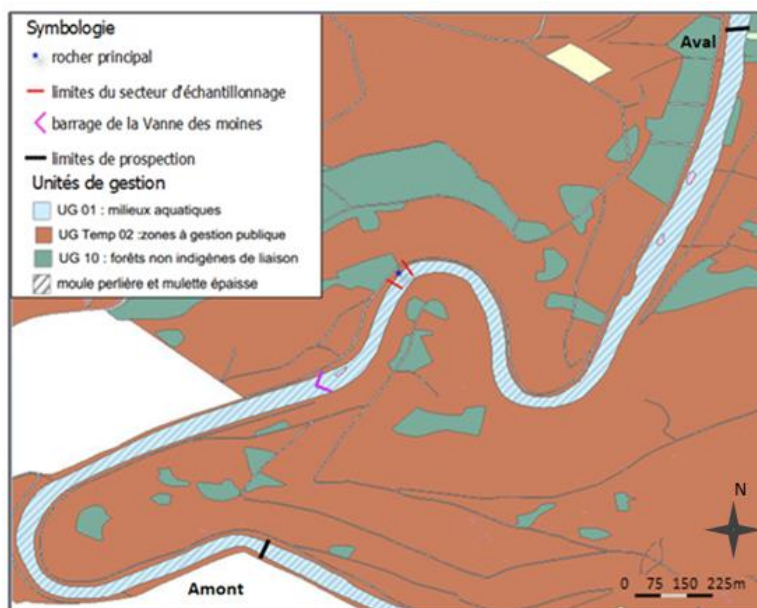 Symbologie
rocher principal
limites du secteur d'échantillonnage
barrage de la Vanne des moines
limites de prospection
Unités de gestion
UG 01 : milieux aquatiques
UG Temp 02 :zones à gestion publique
UG 10 : forêts non indigènes de liaison
moule perlière et mulette épaisse
Aval
Amont
N
0 75 150 225m